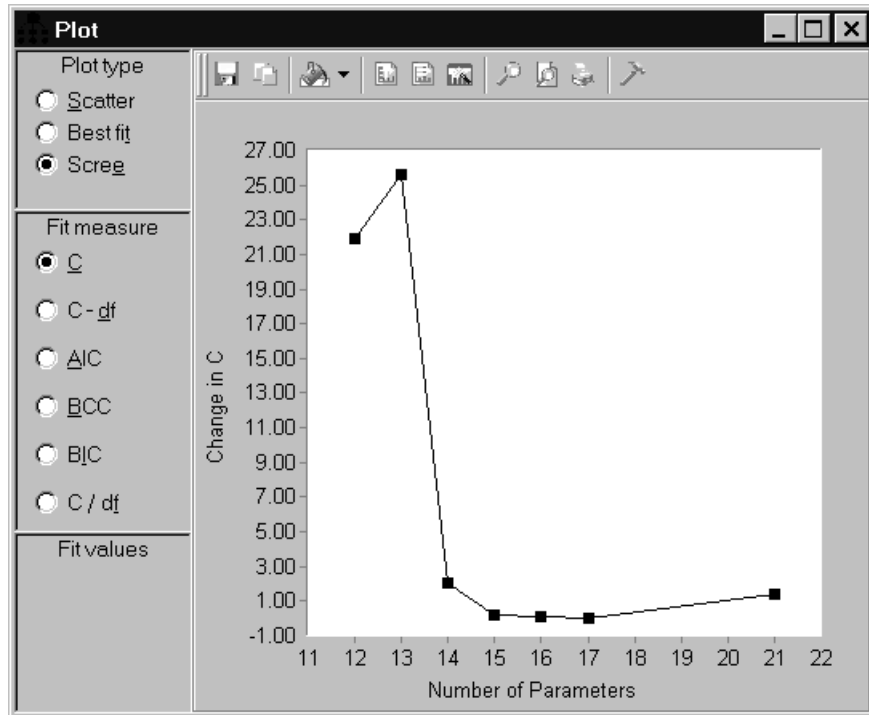 Plot
Plot type
Scatter
Best fit
Scree
Fit measure
C
C - df
AIC
BCC
BIC
C / df
Fit values
27.00
25.00
23.00
21.00
19.00
17.00
15.00
13.00
11.00
9.00
7.00
5.00
3.00
1.00
-1.00
Change in C
11 12 13 14 15 16 17 18 19 20 21 22
Number of Parameters